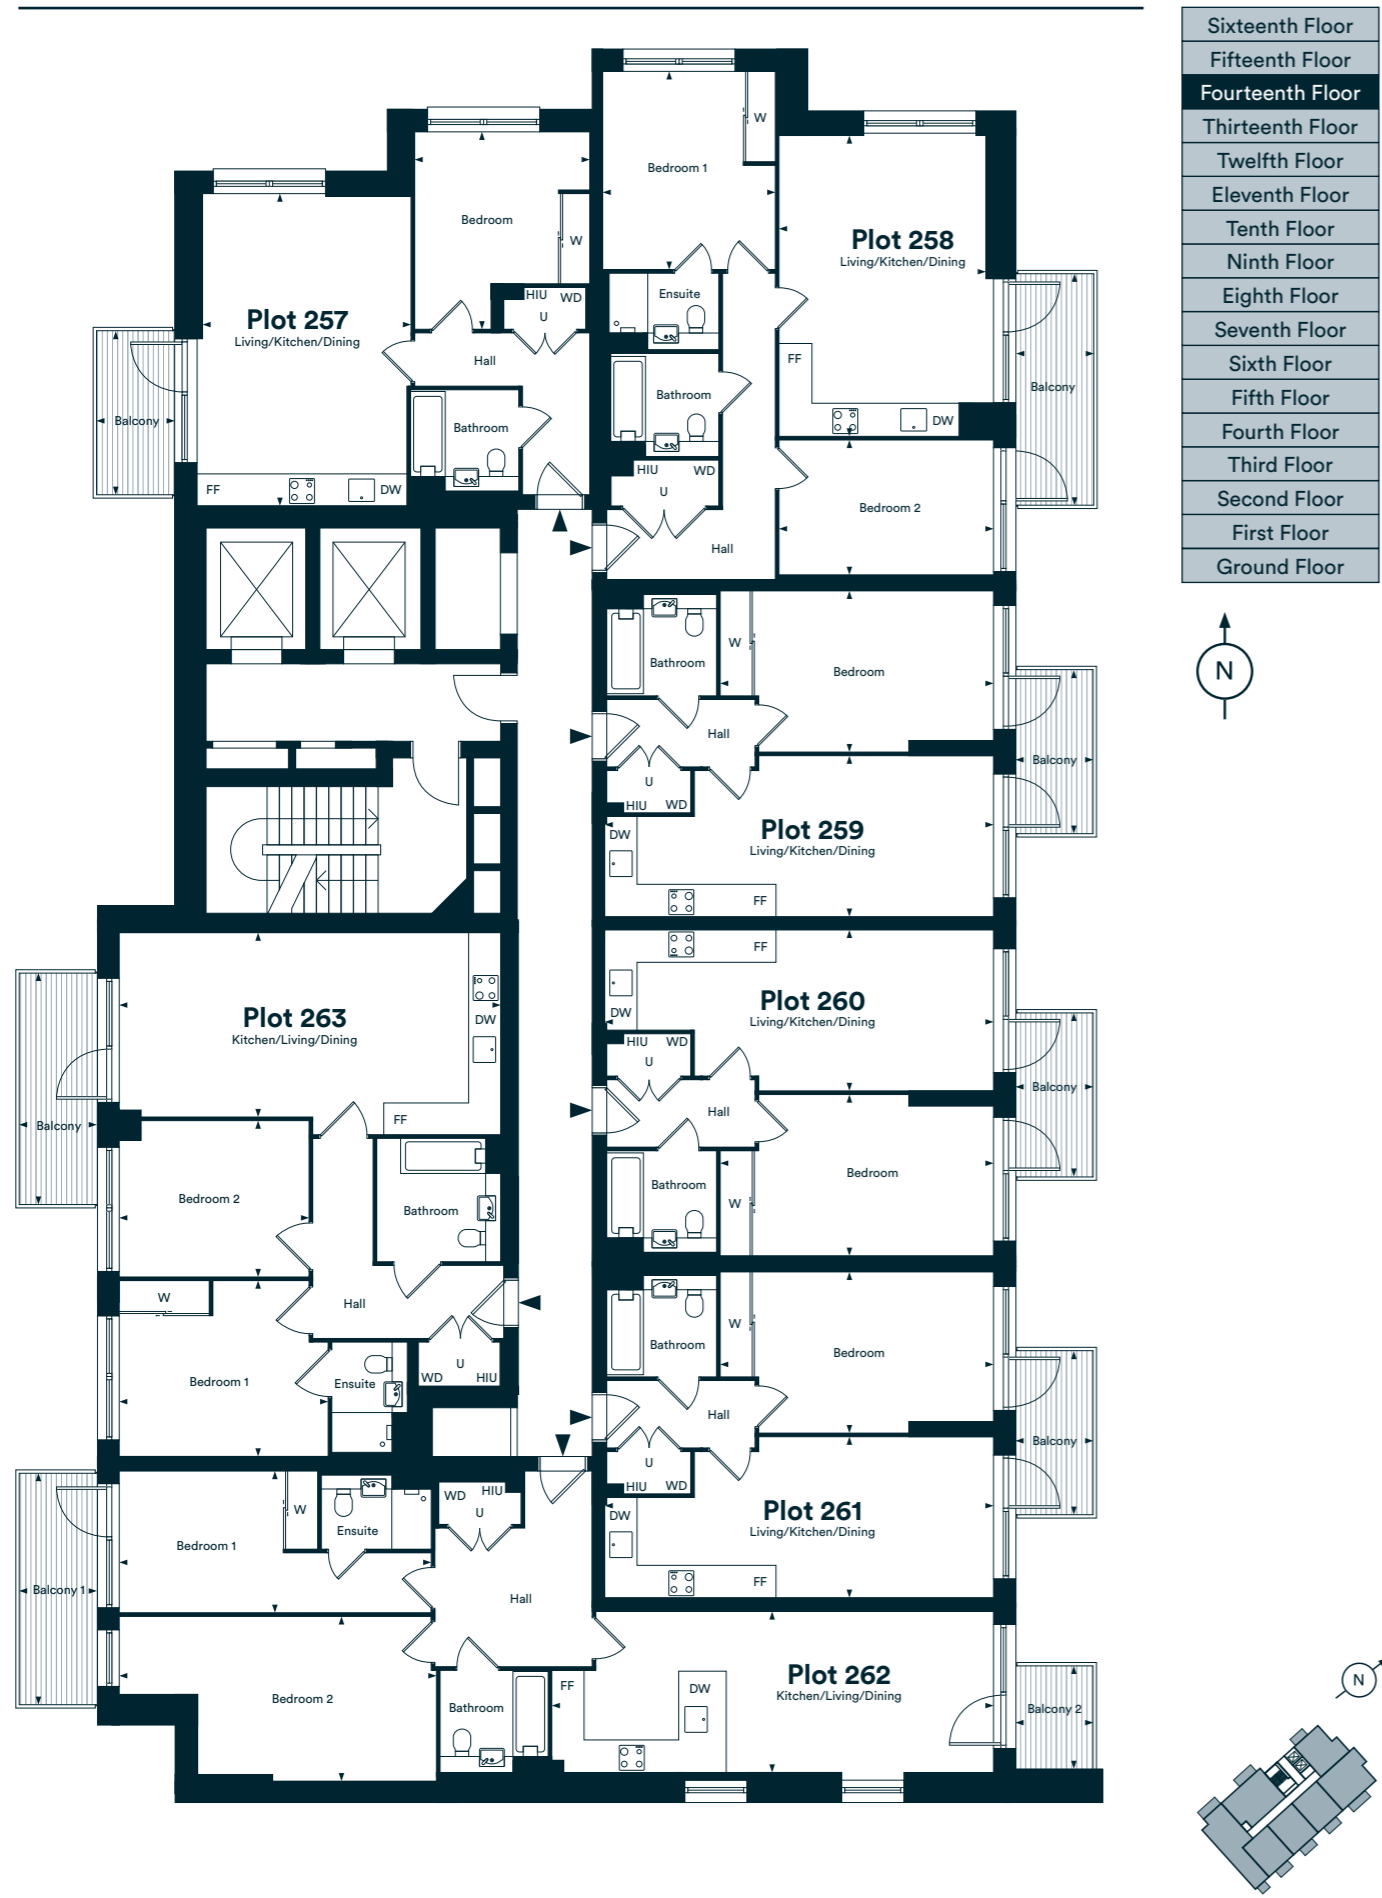 Sixteenth Floor
Fifteenth Floor
Fourteenth Floor
Thirteenth Floor
Twelfth Floor
Eleventh Floor
Tenth Floor
Ninth Floor
Eighth Floor
Seventh Floor
Sixth Floor
Fifth Floor
Fourth Floor
Third Floor
Second Floor
First Floor
Ground Floor
N
Plot 257
Living/Kitchen/Dining
Balcony
FF
DW
Bedroom
W
HIU
WD
U
Hall
Bathroom
Bedroom 1
W
Plot 258
Living/Kitchen/Dining
Ensuite
FF
DW
Balcony
Bathroom
HIU
WD
U
Bedroom 2
Hall
Bathroom
W
Bedroom
Hall
Balcony
U
HIU
WD
DW
Plot 259
Living/Kitchen/Dining
FF
FF
Plot 260
Living/Kitchen/Dining
DW
HIU
WD
U
Hall
Balcony
Bathroom
W
Bedroom
Plot 263
Kitchen/Living/Dining
DW
FF
Balcony
Bedroom 2
Bathroom
W
Hall
Bedroom 1
Ensuite
U
WD
HIU
Bathroom
W
Bedroom
Hall
Balcony
U
HIU
WD
DW
Plot 261
Living/Kitchen/Dining
FF
Bedroom 1
W
Ensuite
WD
HIU
U
Balcony 1
Hall
Bedroom 2
Bathroom
FF
DW
Plot 262
Kitchen/Living/Dining
Balcony 2
N